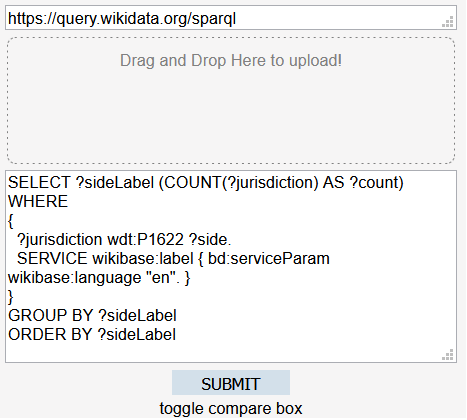 https://query.wikidata.org/sparql
Drag and Drop Here to upload!
SELECT ?sideLabel (COUNT(?jurisdiction) AS ?count)
WHERE
{
  ?jurisdiction wdt:P1622 ?side.
  SERVICE wikibase:label { bd:serviceParam
wikibase:language "en". }
}
GROUP BY ?sideLabel
ORDER BY ?sideLabel
SUBMIT
toggle compare box